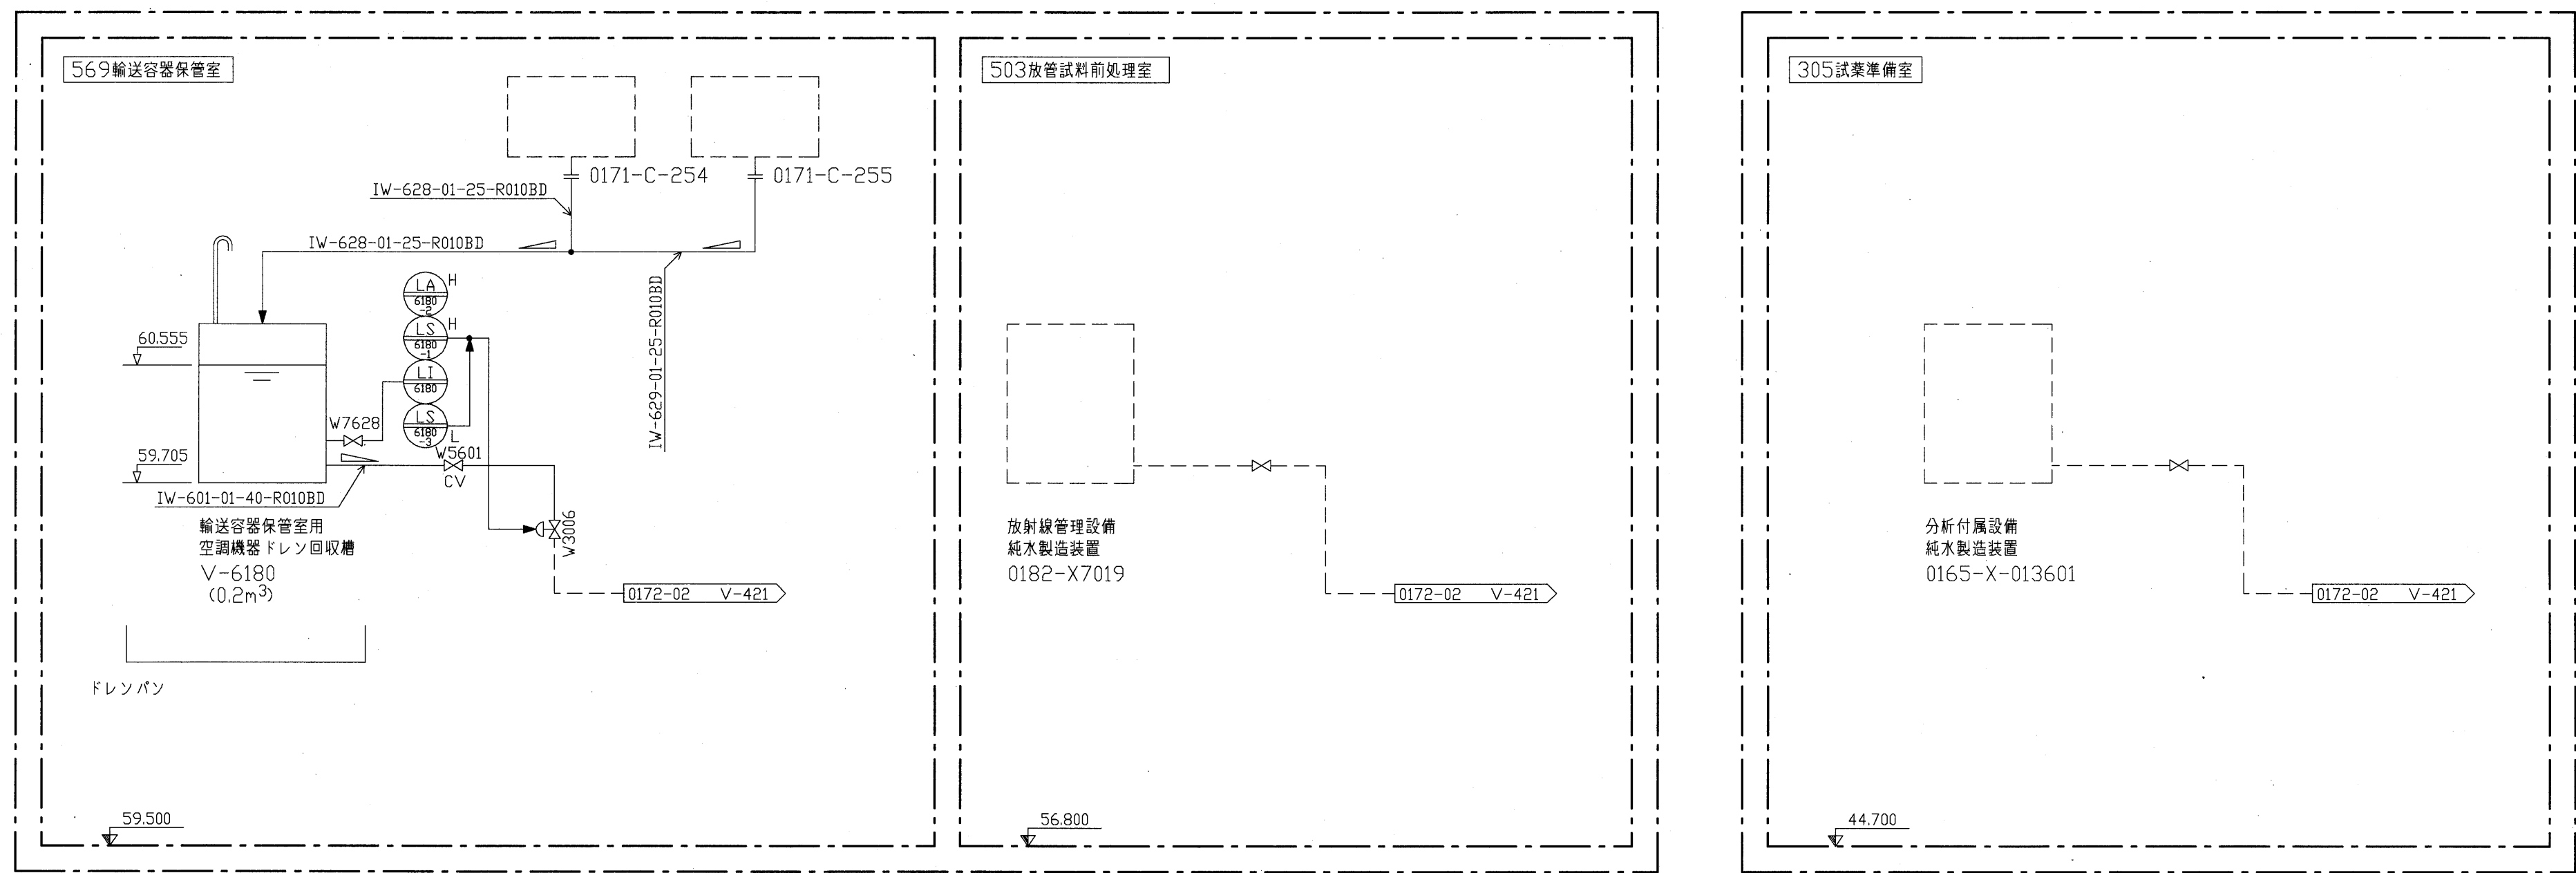 569輸送容器保管室
0171-C-254
0171-C-255
IW-628-01-25-R010BD
IW-628-01-25-R010BD
IW-629-01-25-R010BD
LA
6180
-2
H
LS
6180
-1
H
LI
6180
LS
6180
-3
L
60.555
59.705
W7628
W5601
CV
IW-601-01-40-R010BD
W3006
輸送容器保管室用
空調機器ドレン回収槽
V-6180
(0.2m³)
0172-02 V-421
ドレンパン
59.500
503放管試料前処理室
放射線管理設備
純水製造装置
0182-X7019
0172-02 V-421
56.800
305試薬準備室
分析付属設備
純水製造装置
0165-X-013601
0172-02 V-421
44.700